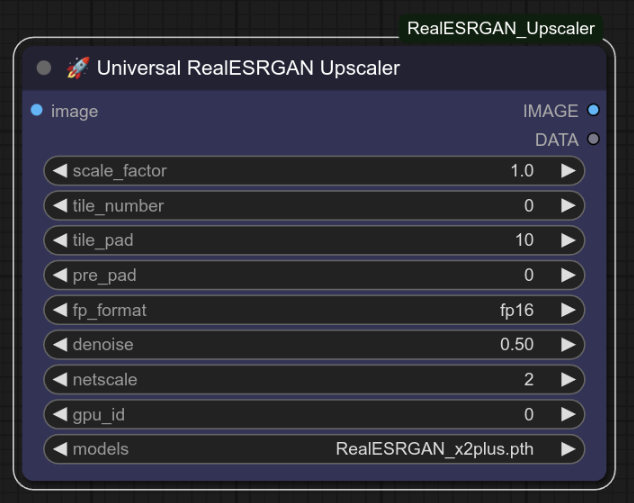 RealESRGAN_Upscaler
🚀 Universal RealESRGAN Upscaler
image IMAGE
DATA
scale_factor 1.0
tile_number 0
tile_pad 10
pre_pad 0
fp_format fp16
denoise 0.50
netscale 2
gpu_id 0
models RealESRGAN_x2plus.pth